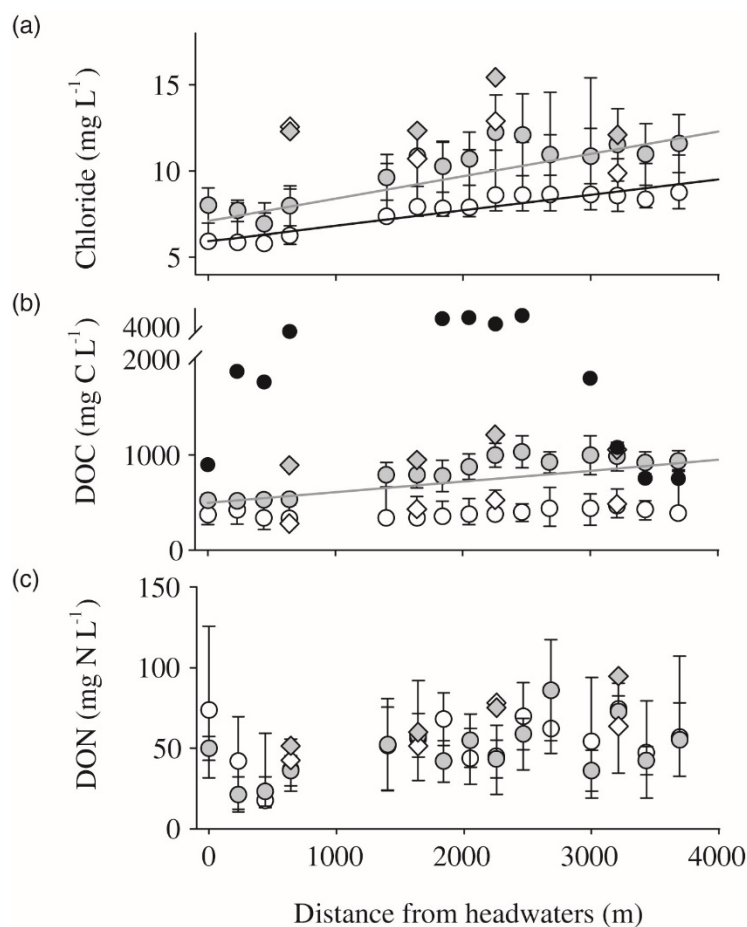 (a)
Chloride (mg L⁻¹)
15
10
5
(b)
DOC (mg C L⁻¹)
4000
2000
1000
0
(c)
DON (mg N L⁻¹)
150
100
50
0
0 1000 2000 3000 4000
Distance from headwaters (m)